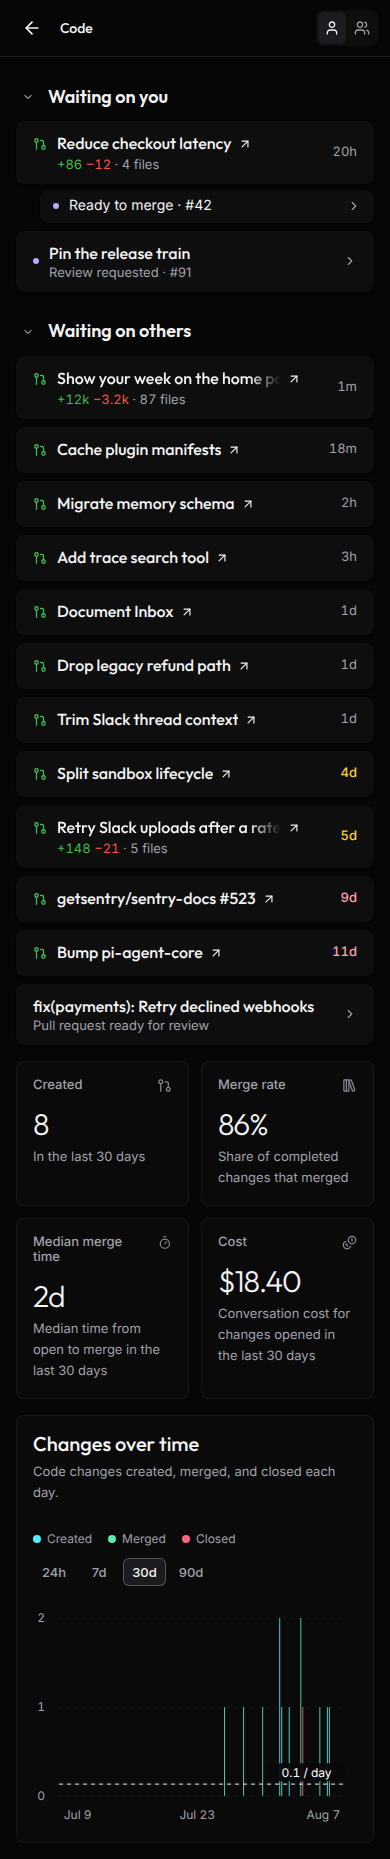 Code
Waiting on you
Reduce checkout latency
20h
+86 −12 · 4 files
Ready to merge · #42
Pin the release train
Review requested · #91
Waiting on others
Show your week on the home
1m
+12k −3.2k · 87 files
Cache plugin manifests
18m
Migrate memory schema
2h
Add trace search tool
3h
Document Inbox
1d
Drop legacy refund path
1d
Trim Slack thread context
1d
Split sandbox lifecycle
4d
Retry Slack uploads after a rate
5d
+148 −21 · 5 files
getsentry/sentry-docs #523
9d
Bump pi-agent-core
11d
fix(payments): Retry declined webhooks
Pull request ready for review
Created
8
In the last 30 days
Merge rate
86%
Share of completed
changes that merged
Median merge
time
2d
Median time from
open to merge in the
last 30 days
Cost
$18.40
Conversation cost for
changes opened in
the last 30 days
Changes over time
Code changes created, merged, and closed each
day.
Created Merged Closed
24h 7d 30d 90d
2
1
0.1 / day
0
Jul 9 Jul 23 Aug 7